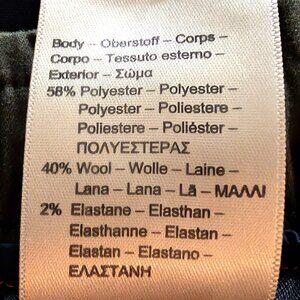 Body – Oberstoff – Corps –
Corpo – Tessuto esterno –
Exterior – Σώμα
58% Polyester – Polyester –
Polyester – Polyester –
Poliestere – Poliéster –
ΠΟΛΥΕΣΤΕΡΑΣ
40% Wool – Wolle – Laine –
Lana – Lana – Lã – ΜΑΛΛΙ
2% Elastane – Elasthan –
Elasthanne – Elastan –
Elastan – Elastano –
ΕΛΑΣΤΑΝΗ